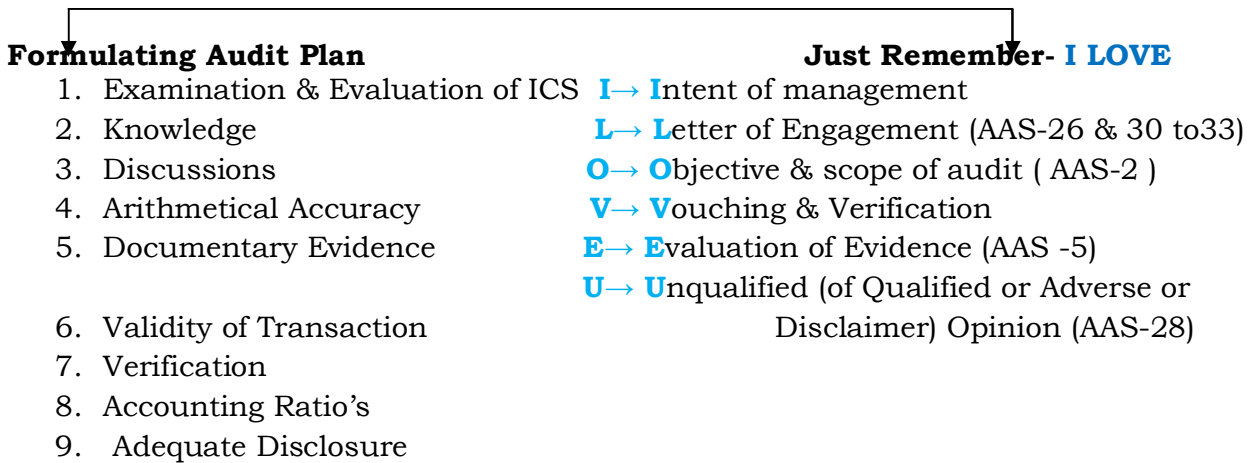 Formulating Audit Plan Just Remember- I LOVE
1. Examination & Evaluation of ICS I→ Intent of management
2. Knowledge L→ Letter of Engagement (AAS-26 & 30 to33)
3. Discussions O→ Objective & scope of audit ( AAS-2 )
4. Arithmetical Accuracy V→ Vouching & Verification
5. Documentary Evidence E→ Evaluation of Evidence (AAS -5)
U→ Unqualified (of Qualified or Adverse or
6. Validity of Transaction Disclaimer) Opinion (AAS-28)
7. Verification
8. Accounting Ratio’s
9. Adequate Disclosure